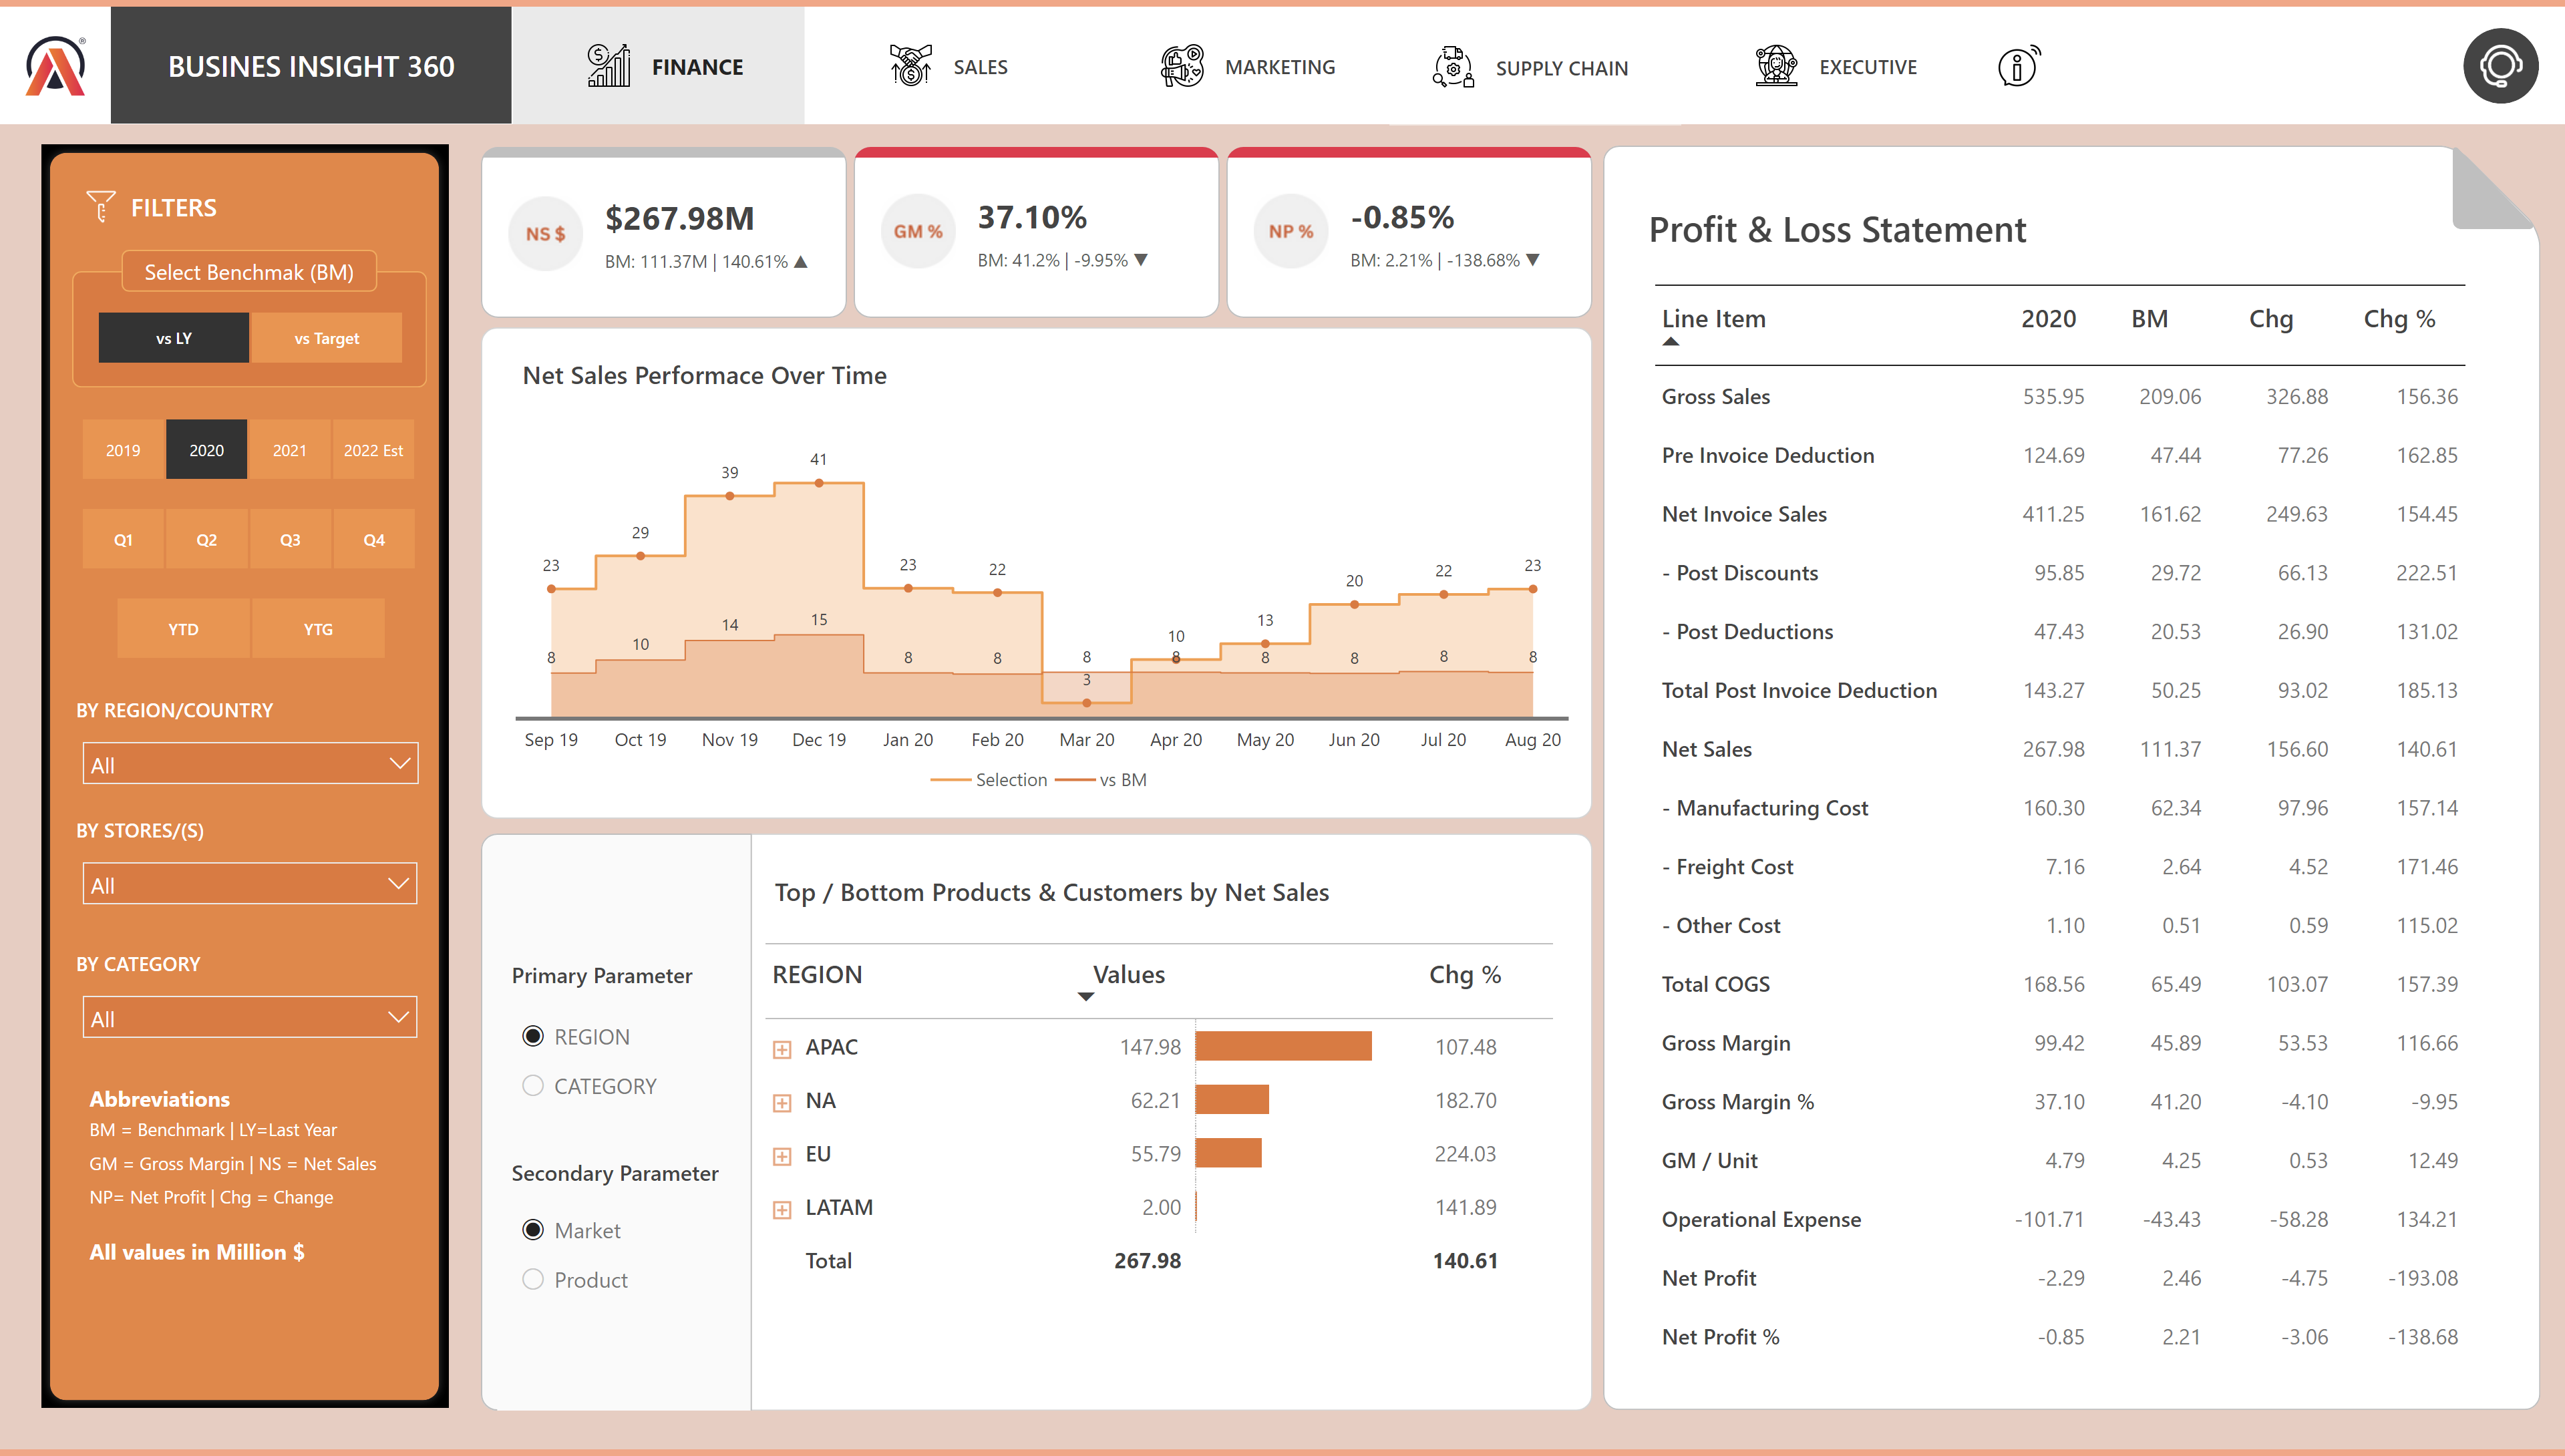 ®
BUSINES INSIGHT 360
FINANCE
SALES
MARKETING
SUPPLY CHAIN
EXECUTIVE
FILTERS
Select Benchmak (BM)
vs LY
vs Target
2019
2020
2021
2022 Est
Q1
Q2
Q3
Q4
YTD
YTG
BY REGION/COUNTRY
All
BY STORES/(S)
All
BY CATEGORY
All
Abbreviations
BM = Benchmark | LY=Last Year
GM = Gross Margin | NS = Net Sales
NP= Net Profit | Chg = Change
All values in Million $
NS $
$267.98M
BM: 111.37M | 140.61% ▲
GM %
37.10%
BM: 41.2% | -9.95% ▼
NP %
-0.85%
BM: 2.21% | -138.68% ▼
Net Sales Performace Over Time
23 29 39 41 23 22 3 10 13 20 22 23
8 10 14 15 8 8 8 8 8 8 8 8
Sep 19 Oct 19 Nov 19 Dec 19 Jan 20 Feb 20 Mar 20 Apr 20 May 20 Jun 20 Jul 20 Aug 20
Selection vs BM
Primary Parameter
REGION
CATEGORY
Secondary Parameter
Market
Product
Top / Bottom Products & Customers by Net Sales
REGION Values Chg %
APAC 147.98 107.48
NA 62.21 182.70
EU 55.79 224.03
LATAM 2.00 141.89
Total 267.98 140.61
Profit & Loss Statement
Line Item 2020 BM Chg Chg %
Gross Sales 535.95 209.06 326.88 156.36
Pre Invoice Deduction 124.69 47.44 77.26 162.85
Net Invoice Sales 411.25 161.62 249.63 154.45
- Post Discounts 95.85 29.72 66.13 222.51
- Post Deductions 47.43 20.53 26.90 131.02
Total Post Invoice Deduction 143.27 50.25 93.02 185.13
Net Sales 267.98 111.37 156.60 140.61
- Manufacturing Cost 160.30 62.34 97.96 157.14
- Freight Cost 7.16 2.64 4.52 171.46
- Other Cost 1.10 0.51 0.59 115.02
Total COGS 168.56 65.49 103.07 157.39
Gross Margin 99.42 45.89 53.53 116.66
Gross Margin % 37.10 41.20 -4.10 -9.95
GM / Unit 4.79 4.25 0.53 12.49
Operational Expense -101.71 -43.43 -58.28 134.21
Net Profit -2.29 2.46 -4.75 -193.08
Net Profit % -0.85 2.21 -3.06 -138.68